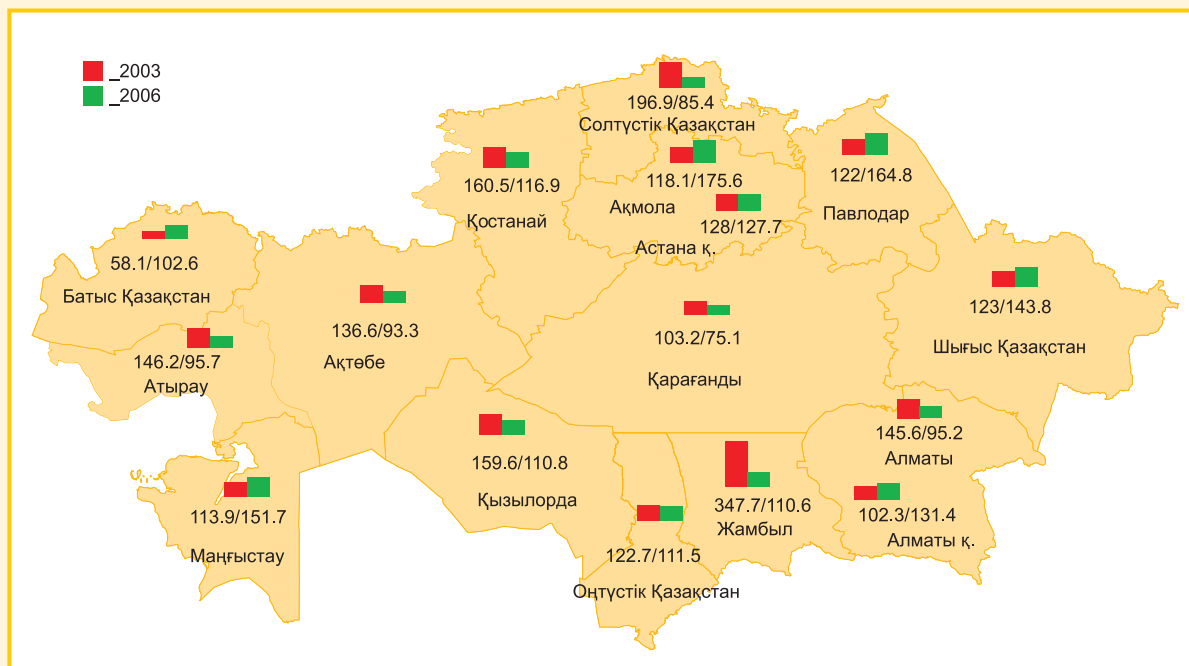 _2003
_2006
196.9/85.4
Солтүстік Қазақстан
160.5/116.9
Қостанай
118.1/175.6
Ақмола
128/127.7
Астана қ.
122/164.8
Павлодар
58.1/102.6
Батыс Қазақстан
136.6/93.3
Ақтөбе
103.2/75.1
Қарағанды
123/143.8
Шығыс Қазақстан
146.2/95.7
Атырау
145.6/95.2
Алматы
159.6/110.8
Қызылорда
347.7/110.6
Жамбыл
102.3/131.4
Алматы қ.
113.9/151.7
Маңғыстау
122.7/111.5
Оңтүстік Қазақстан